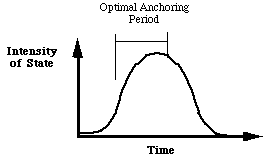 Optimal Anchoring
Period
Intensity
of State
Time